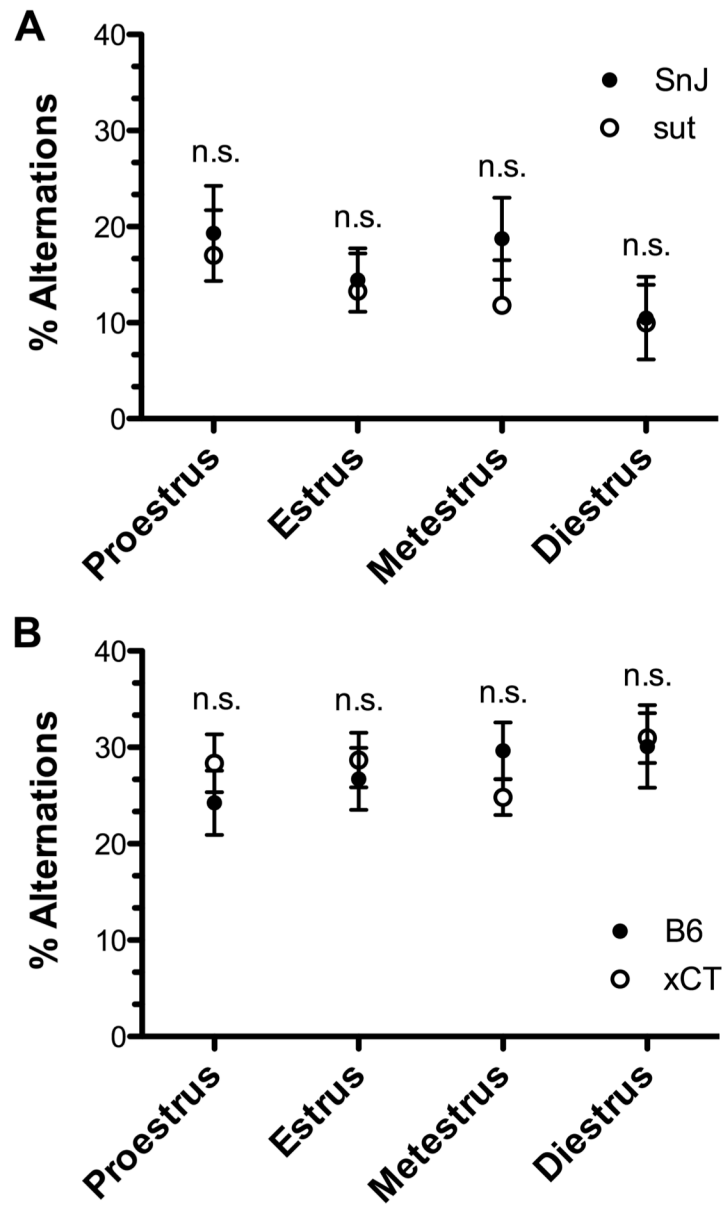 A
40
30
20
10
0
% Alternations
SnJ
sut
n.s.
n.s.
n.s.
n.s.
Proestrus
Estrus
Metestrus
Diestrus
B
40
30
20
10
0
% Alternations
n.s.
n.s.
n.s.
n.s.
B6
xCT
Proestrus
Estrus
Metestrus
Diestrus